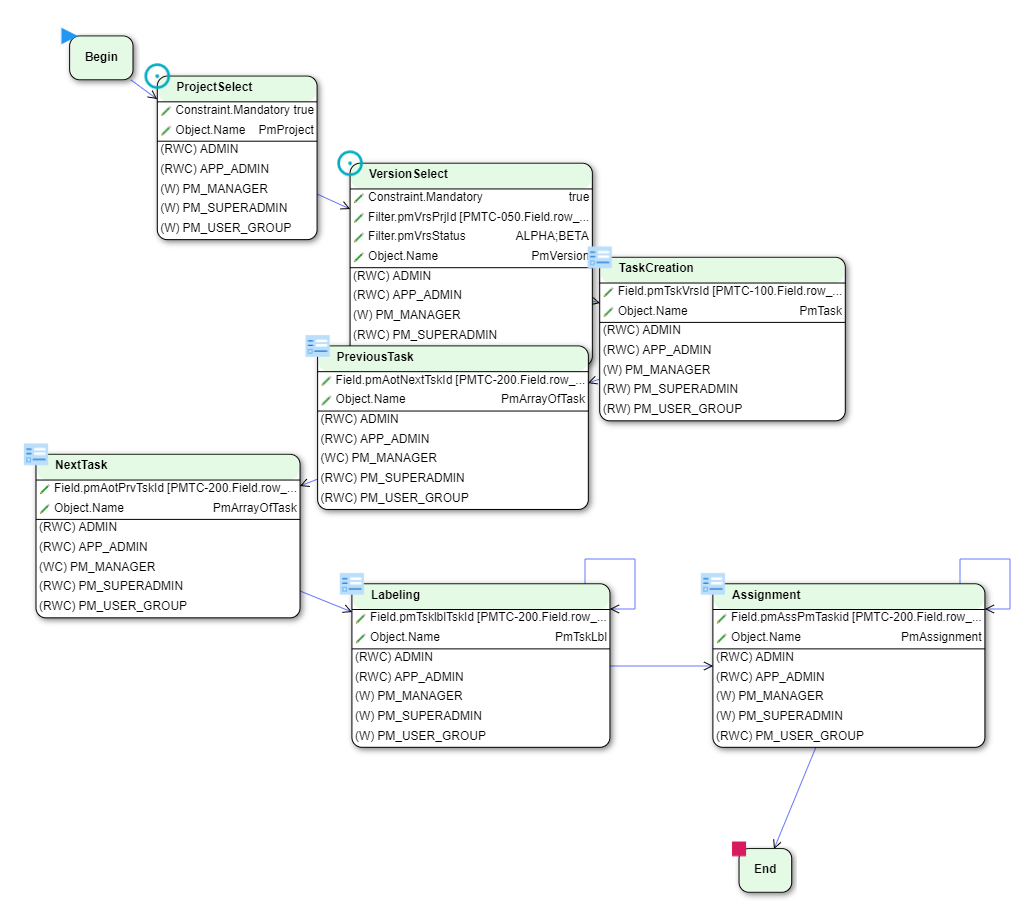 Begin
ProjectSelect
Constraint.Mandatory true
Object.Name PmProject
(RWC) ADMIN
(RWC) APP_ADMIN
(W) PM_MANAGER
(W) PM_SUPERADMIN
(W) PM_USER_GROUP
VersionSelect
Constraint.Mandatory true
Filter.pmVrsPrjId [PMTC-050.Field.row_...
Filter.pmVrsStatus ALPHA;BETA
Object.Name PmVersion
(RWC) ADMIN
(RWC) APP_ADMIN
(W) PM_MANAGER
(RWC) PM_SUPERADMIN
TaskCreation
Field.pmTskVrsId [PMTC-100.Field.row_...
Object.Name PmTask
(RWC) ADMIN
(RWC) APP_ADMIN
(W) PM_MANAGER
(RW) PM_SUPERADMIN
(RW) PM_USER_GROUP
PreviousTask
Field.pmAotNextTskId [PMTC-200.Field.row_...
Object.Name PmArrayOfTask
(RWC) ADMIN
(RWC) APP_ADMIN
(WC) PM_MANAGER
(RWC) PM_SUPERADMIN
(RWC) PM_USER_GROUP
NextTask
Field.pmAotPrvTskId [PMTC-200.Field.row_...
Object.Name PmArrayOfTask
(RWC) ADMIN
(RWC) APP_ADMIN
(WC) PM_MANAGER
(RWC) PM_SUPERADMIN
(RWC) PM_USER_GROUP
Labeling
Field.pmTsklblTskId [PMTC-200.Field.row_...
Object.Name PmTskLbl
(RWC) ADMIN
(RWC) APP_ADMIN
(W) PM_MANAGER
(W) PM_SUPERADMIN
(W) PM_USER_GROUP
Assignment
Field.pmAssPmTaskid [PMTC-200.Field.row_...
Object.Name PmAssignment
(RWC) ADMIN
(RWC) APP_ADMIN
(W) PM_MANAGER
(W) PM_SUPERADMIN
(RWC) PM_USER_GROUP
End